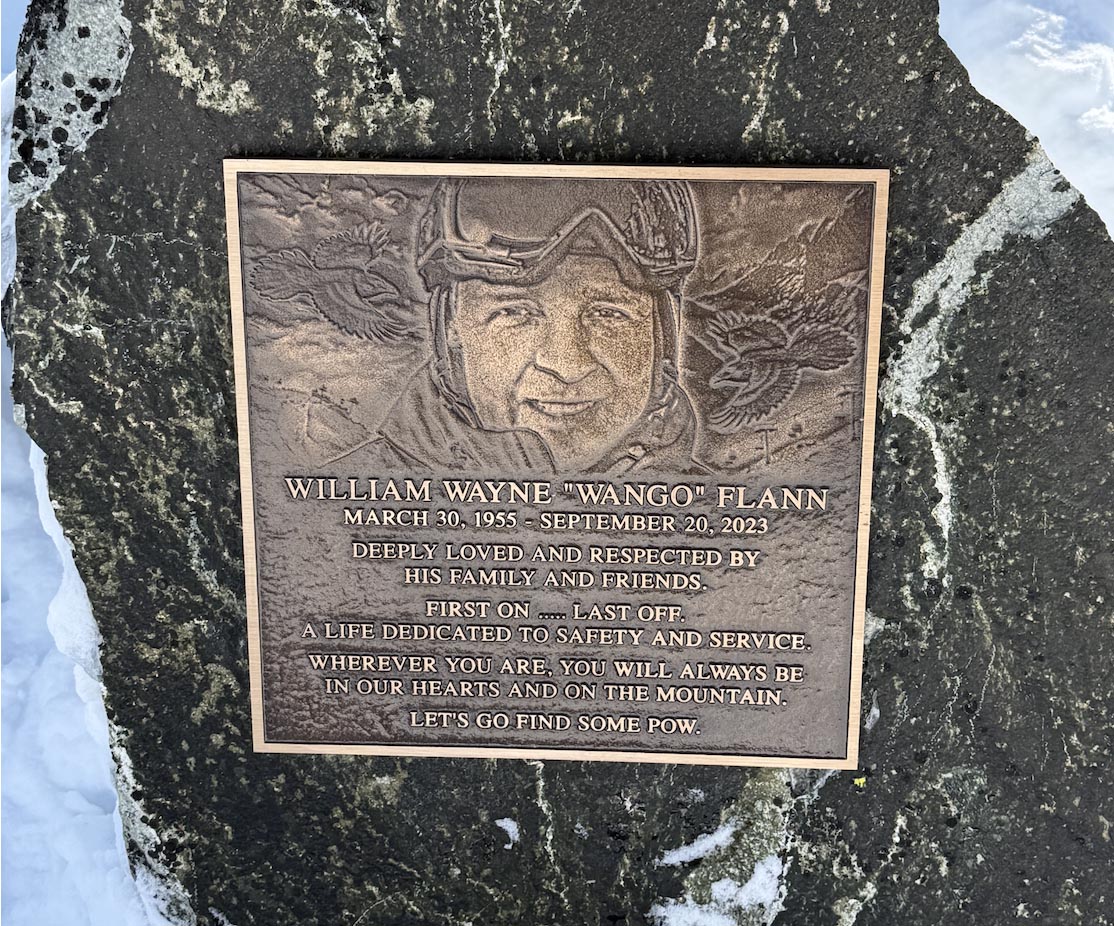 WILLIAM WAYNE "WANGO" FLANN
MARCH 30, 1955 - SEPTEMBER 20, 2023
DEEPLY LOVED AND RESPECTED BY
HIS FAMILY AND FRIENDS.
FIRST ON ..... LAST OFF.
A LIFE DEDICATED TO SAFETY AND SERVICE.
WHEREVER YOU ARE, YOU WILL ALWAYS BE
IN OUR HEARTS AND ON THE MOUNTAIN.
LET'S GO FIND SOME POW.